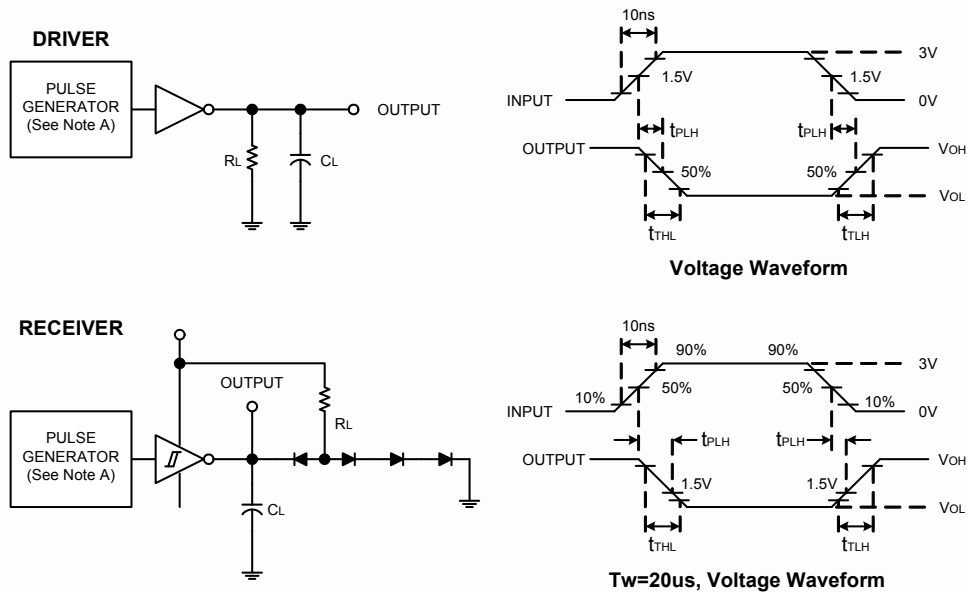 DRIVER
PULSE
GENERATOR
(See Note A)
OUTPUT
RL
CL
10ns
3V
1.5V
1.5V
INPUT
0V
tPLH
tPLH
OUTPUT
VOH
50%
50%
VOL
tTHL
tTLH
Voltage Waveform
RECEIVER
OUTPUT
RL
PULSE
GENERATOR
(See Note A)
CL
10ns
90%
90%
3V
50%
50%
INPUT
10%
10%
0V
tPLH
tPLH
OUTPUT
VOH
1.5V
1.5V
VOL
tTHL
tTLH
Tw=20us, Voltage Waveform